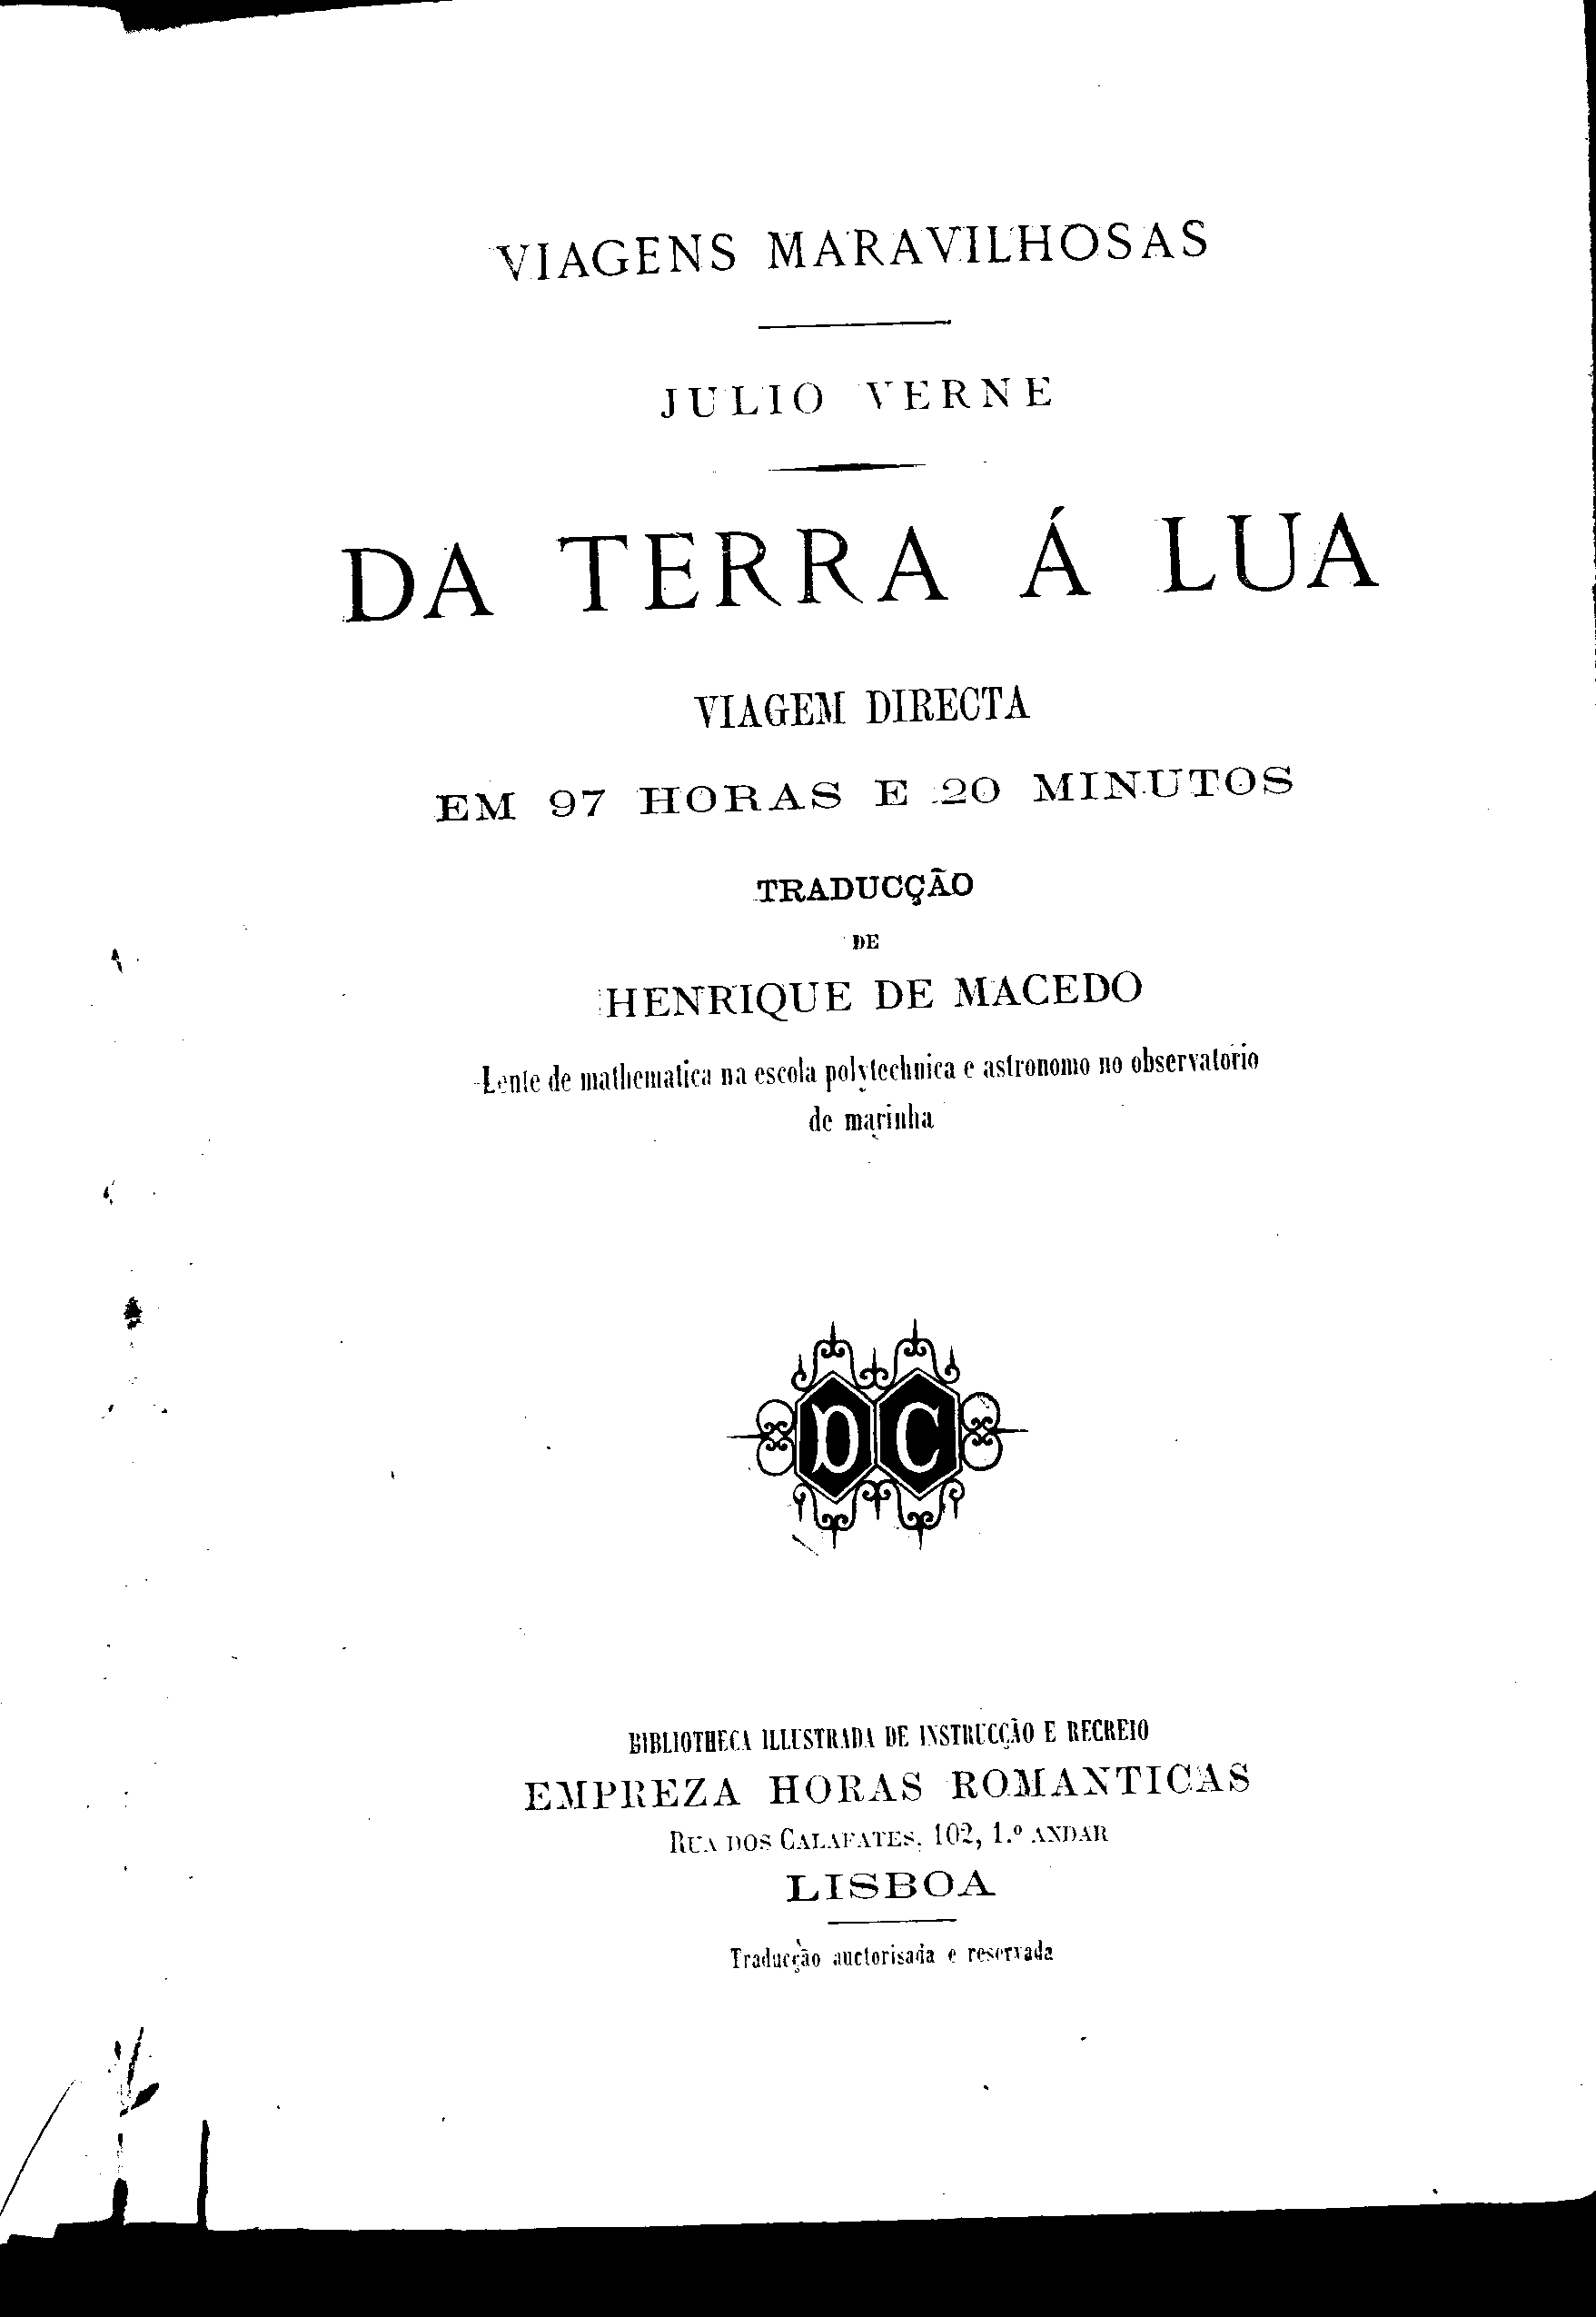 VIAGENS MARAVILHOSAS
JULIO VERNE
DA TERRA Á LUA
VIAGEM DIRECTA
EM 97 HORAS E 20 MINUTOS
TRADUCÇÃO
DE
HENRIQUE DE MACEDO
Lente de mathematica na escola polytechnica e astronomo no observatorio
de marinha
DC
BIBLIOTHECA ILLUSTRADA DE INSTRUCÇÃO E RECREIO
EMPREZA HORAS ROMANTICAS
RUA DOS CALAFATES, 102, 1.º ANDAR
LISBOA
Traducção auctorisada e reservada